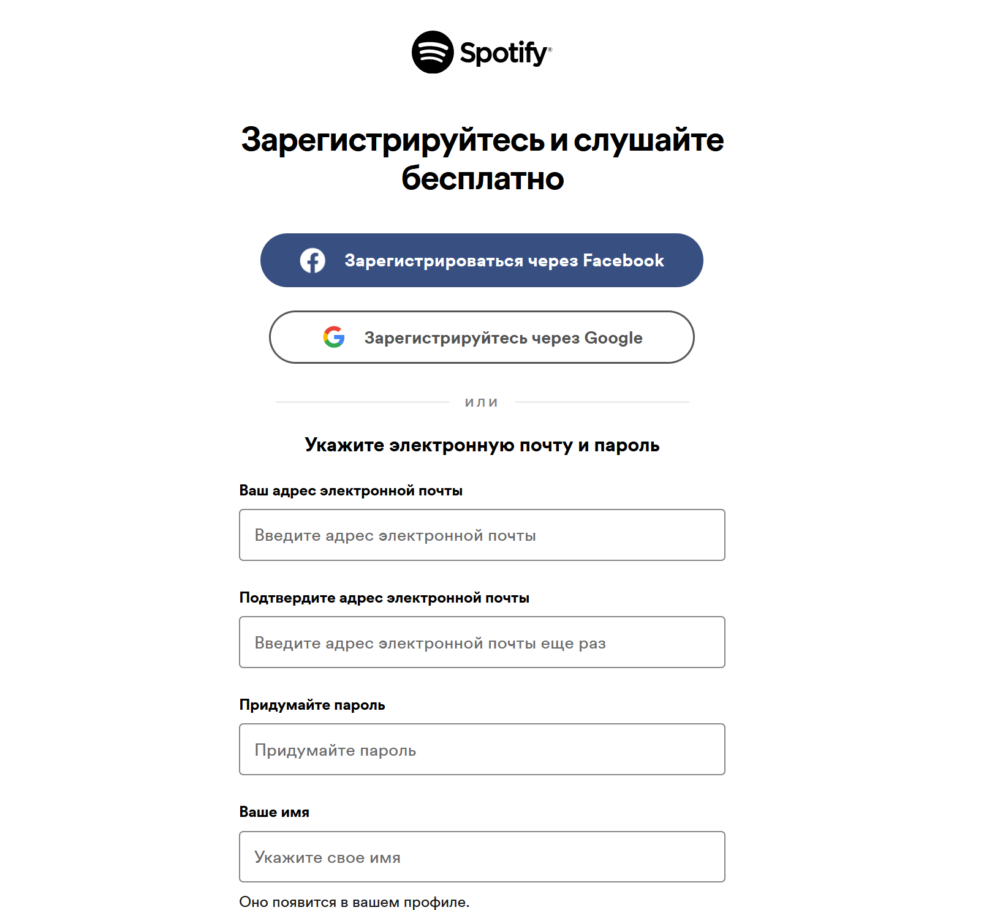 Spotify®
Зарегистрируйтесь и слушайте
бесплатно
Зарегистрироваться через Facebook
Зарегистрируйтесь через Google
ИЛИ
Укажите электронную почту и пароль
Ваш адрес электронной почты
Введите адрес электронной почты
Подтвердите адрес электронной почты
Введите адрес электронной почты еще раз
Придумайте пароль
Придумайте пароль
Ваше имя
Укажите свое имя
Оно появится в вашем профиле.